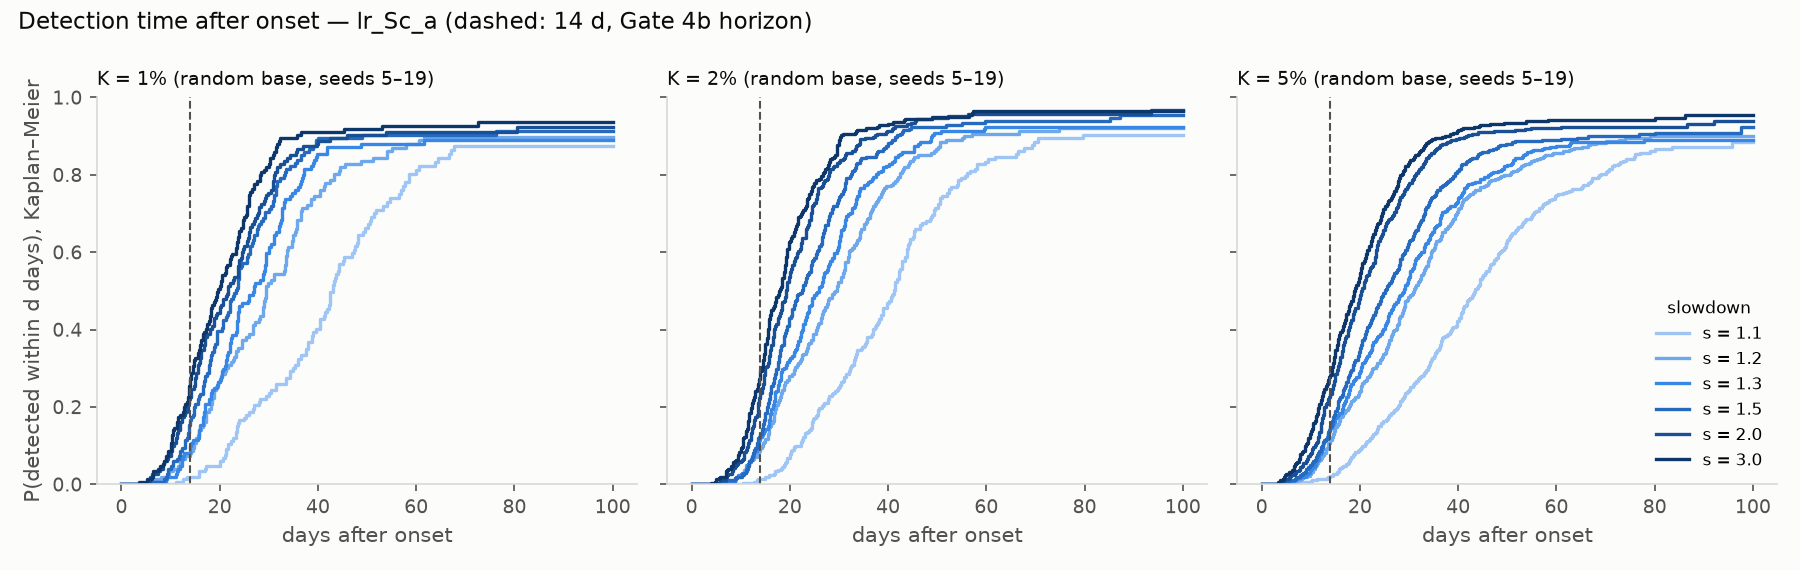 Detection time after onset — lr_Sc_a (dashed: 14 d, Gate 4b horizon)
K = 1% (random base, seeds 5–19)
K = 2% (random base, seeds 5–19)
K = 5% (random base, seeds 5–19)
P(detected within d days), Kaplan–Meier
1.0
0.8
0.6
0.4
0.2
0.0
0 20 40 60 80 100
0 20 40 60 80 100
0 20 40 60 80 100
days after onset
days after onset
days after onset
slowdown
s = 1.1
s = 1.2
s = 1.3
s = 1.5
s = 2.0
s = 3.0